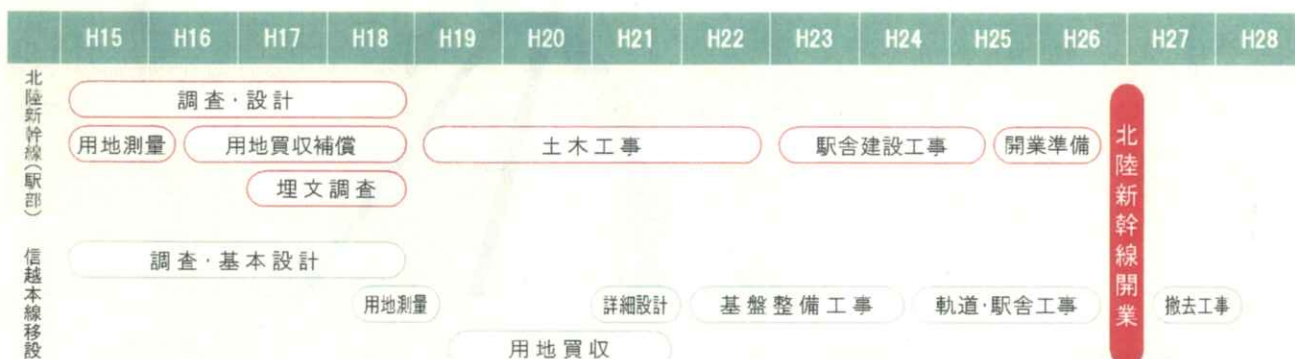 H15 H16 H17 H18 H19 H20 H21 H22 H23 H24 H25 H26 H27 H28
北陸新幹線(駅部)
調査・設計
用地測量 用地買収補償 土木工事 駅舎建設工事 開業準備
埋文調査
北陸新幹線開業
信越本線移設
調査・基本設計
用地測量 詳細設計 基盤整備工事 軌道・駅舎工事 撤去工事
用地買収